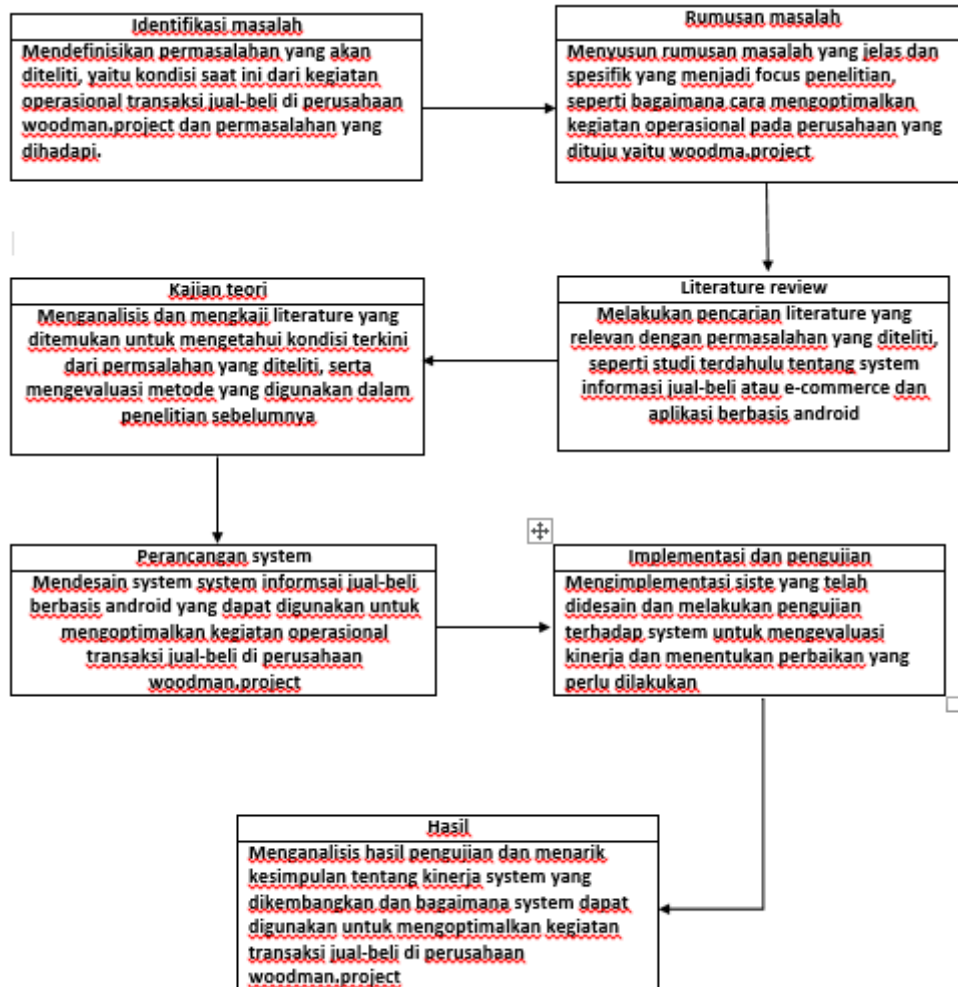 Identifikasi masalah
Mendefinisikan permasalahan yang akan
diteliti, yaitu kondisi saat ini dari kegiatan
operasional transaksi jual-beli di perusahaan
woodman.project dan permasalahan yang
dihadapi.
Rumusan masalah
Menyusun rumusan masalah yang jelas dan
spesifik yang menjadi focus penelitian,
seperti bagaimana cara mengoptimalkan
kegiatan operasional pada perusahaan yang
dituju yaitu woodma.project
Literature review
Melakukan pencarian literature yang
relevan dengan permasalahan yang diteliti,
seperti studi terdahulu tentang system
informasi jual-beli atau e-commerce dan
aplikasi berbasis android
Kajian teori
Menganalisis dan mengkaji literature yang
ditemukan untuk mengetahui kondisi terkini
dari permsalahan yang diteliti, serta
mengevaluasi metode yang digunakan dalam
penelitian sebelumnya
Perancangan system
Mendesain system system informsai jual-beli
berbasis android yang dapat digunakan untuk
mengoptimalkan kegiatan operasional
transaksi jual-beli di perusahaan
woodman.project
Implementasi dan pengujian
Mengimplementasi siste yang telah
didesain dan melakukan pengujian
terhadap system untuk mengevaluasi
kinerja dan menentukan perbaikan yang
perlu dilakukan
Hasil
Menganalisis hasil pengujian dan menarik
kesimpulan tentang kinerja system yang
dikembangkan dan bagaimana system dapat
digunakan untuk mengoptimalkan kegiatan
transaksi jual-beli di perusahaan
woodman.project